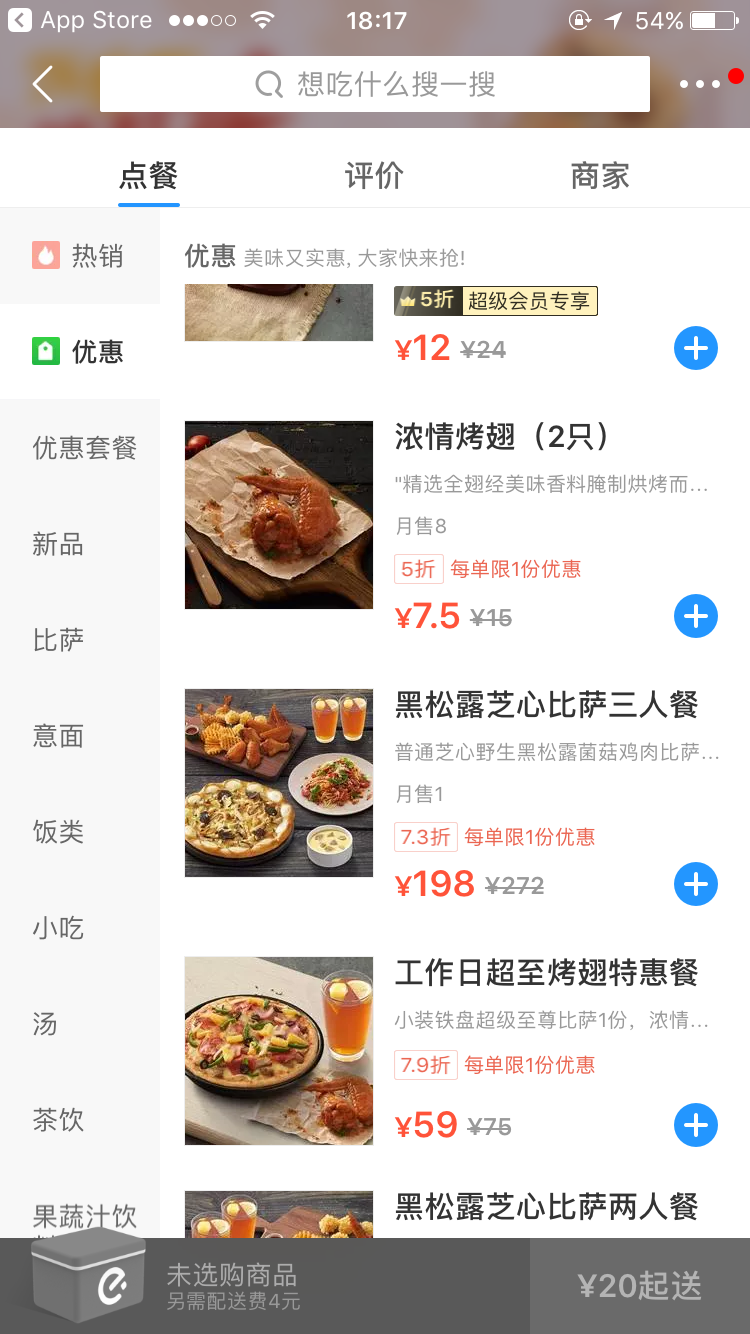 App Store
18:17
54%
想吃什么搜一搜
点餐
评价
商家
热销
优惠
优惠套餐
新品
比萨
意面
饭类
小吃
汤
茶饮
果蔬汁饮
优惠 美味又实惠, 大家快来抢!
5折 超级会员专享
¥12 ¥24
浓情烤翅（2只）
"精选全翅经美味香料腌制烘烤而...
月售8
5折 每单限1份优惠
¥7.5 ¥15
黑松露芝心比萨三人餐
普通芝心野生黑松露菌菇鸡肉比萨...
月售1
7.3折 每单限1份优惠
¥198 ¥272
工作日超至烤翅特惠餐
小装铁盘超级至尊比萨1份，浓情...
7.9折 每单限1份优惠
¥59 ¥75
黑松露芝心比萨两人餐
未选购商品
另需配送费4元
¥20起送